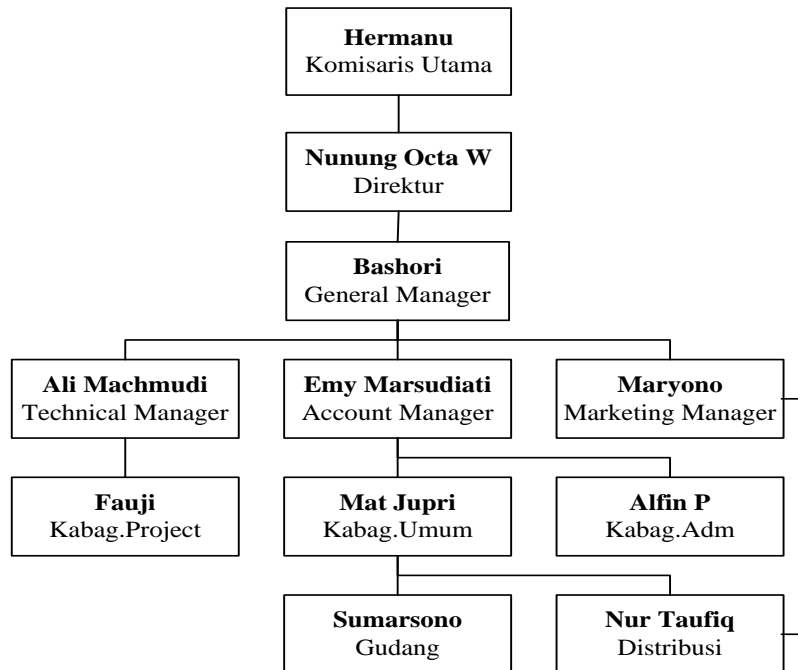 Hermanu
Komisaris Utama
Nunung Octa W
Direktur
Bashori
General Manager
Ali Machmudi
Technical Manager
Emy Marsudiati
Account Manager
Maryono
Marketing Manager
Fauji
Kabag.Project
Mat Jupri
Kabag.Umum
Alfin P
Kabag.Adm
Sumarsono
Gudang
Nur Taufiq
Distribusi